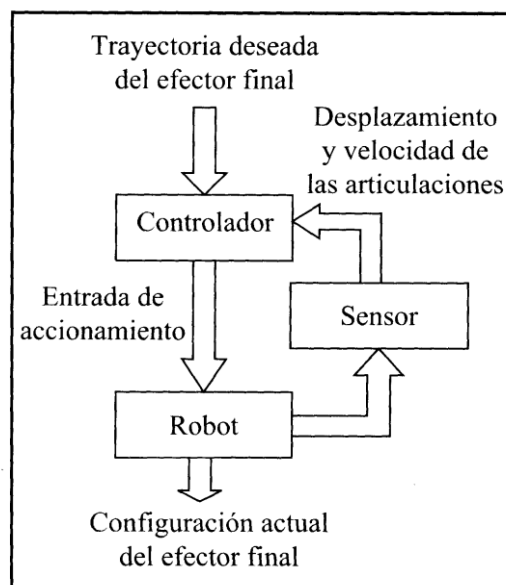 Trayectoria deseada
del efector final
Desplazamiento
y velocidad de
las articulaciones
Controlador
Entrada de
accionamiento
Sensor
Robot
Configuración actual
del efector final